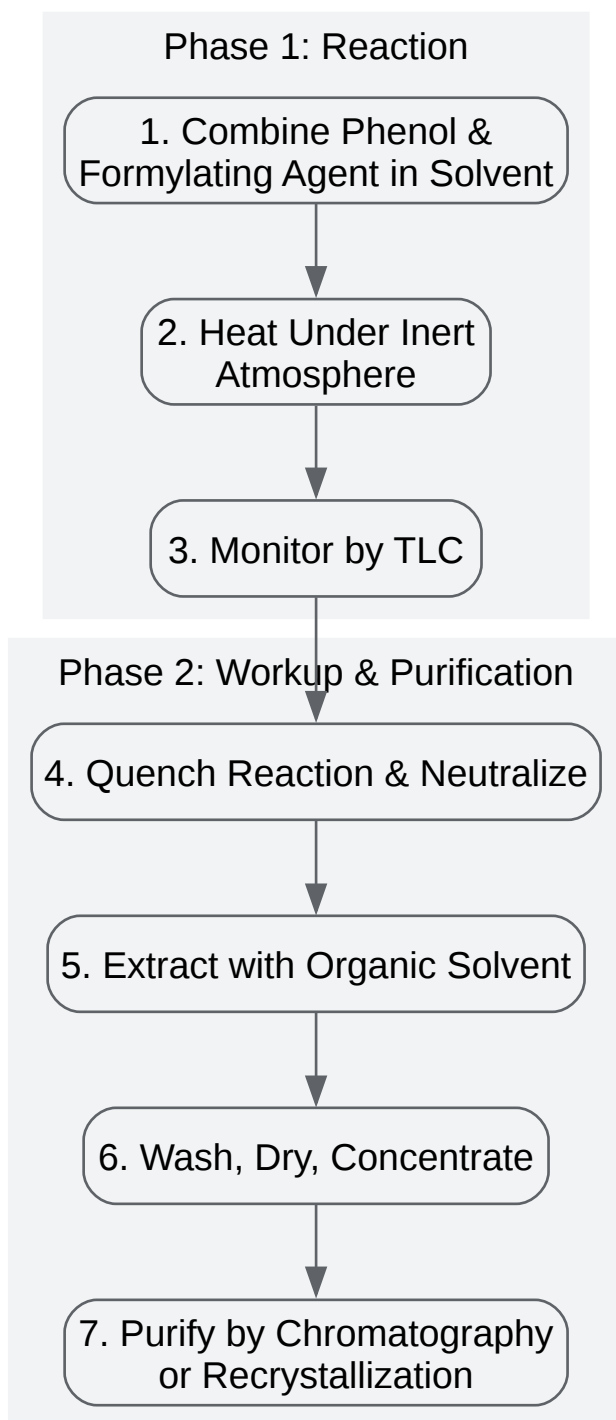 Phase 1: Reaction
1. Combine Phenol &
Formylating Agent in Solvent
2. Heat Under Inert
Atmosphere
3. Monitor by TLC
Phase 2: Workup & Purification
4. Quench Reaction & Neutralize
5. Extract with Organic Solvent
6. Wash, Dry, Concentrate
7. Purify by Chromatography
or Recrystallization